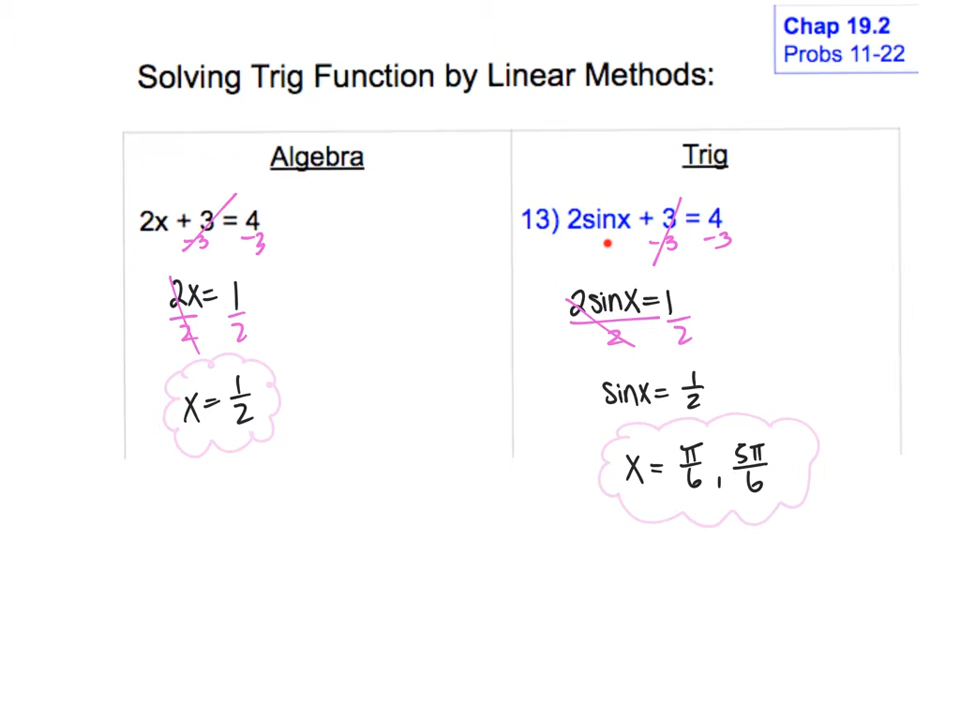 Chap 19.2
Probs 11-22
Solving Trig Function by Linear Methods:
Algebra
2x + 3 = 4
-3 -3
2x = 1
2 2
x = 1/2
Trig
13) 2sinx + 3 = 4
-3 -3
2sinx = 1
2 2
sinx = 1/2
x = π/6, 5π/6